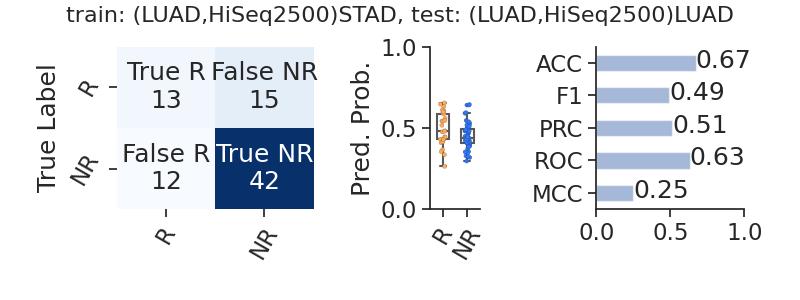 train: (LUAD,HiSeq2500)STAD, test: (LUAD,HiSeq2500)LUAD
True Label
R
NR
True R
13
False NR
15
False R
12
True NR
42
R
NR
Pred. Prob.
1.0
0.5
0.0
R
NR
ACC
0.67
F1
0.49
PRC
0.51
ROC
0.63
MCC
0.25
0.0
0.5
1.0